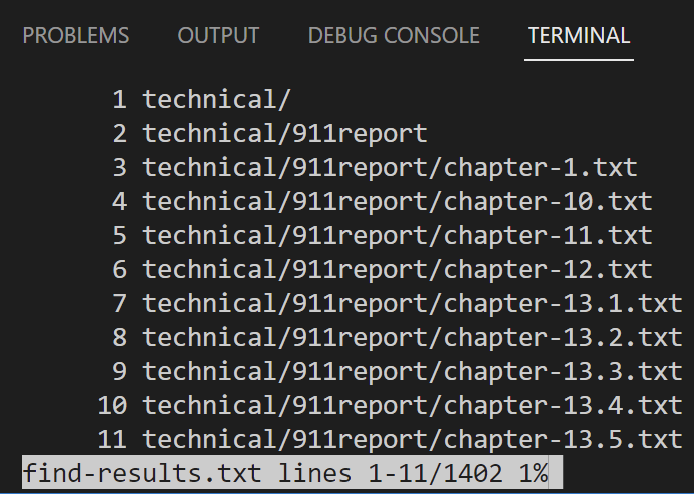 PROBLEMS OUTPUT DEBUG CONSOLE TERMINAL
1 technical/
2 technical/911report
3 technical/911report/chapter-1.txt
4 technical/911report/chapter-10.txt
5 technical/911report/chapter-11.txt
6 technical/911report/chapter-12.txt
7 technical/911report/chapter-13.1.txt
8 technical/911report/chapter-13.2.txt
9 technical/911report/chapter-13.3.txt
10 technical/911report/chapter-13.4.txt
11 technical/911report/chapter-13.5.txt
find-results.txt lines 1-11/1402 1%